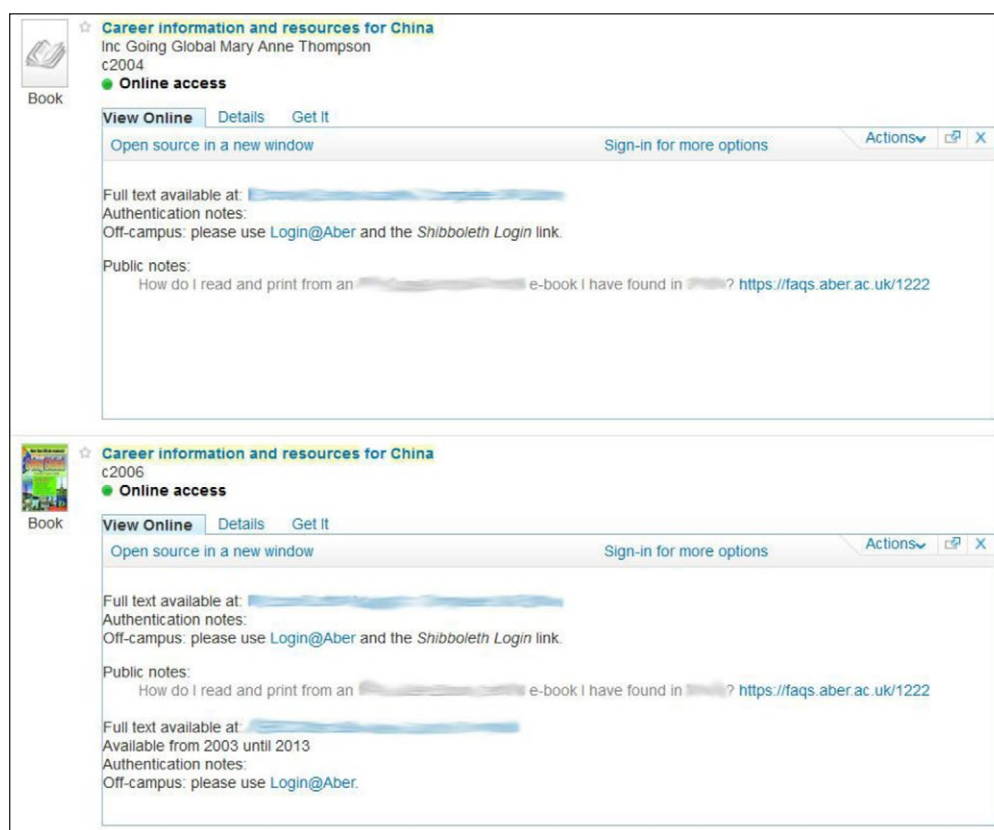 Career information and resources for China
Inc Going Global Mary Anne Thompson
c2004
Online access
Book
View Online Details Get It
Open source in a new window Sign-in for more options Actions X
Full text available at:
Authentication notes:
Off-campus: please use Login@Aber and the Shibboleth Login link.
Public notes:
How do I read and print from an e-book I have found in ? https://faqs.aber.ac.uk/1222
Career information and resources for China
c2006
Online access
Book
View Online Details Get It
Open source in a new window Sign-in for more options Actions X
Full text available at:
Authentication notes:
Off-campus: please use Login@Aber and the Shibboleth Login link.
Public notes:
How do I read and print from an e-book I have found in ? https://faqs.aber.ac.uk/1222
Full text available at:
Available from 2003 until 2013
Authentication notes:
Off-campus: please use Login@Aber.